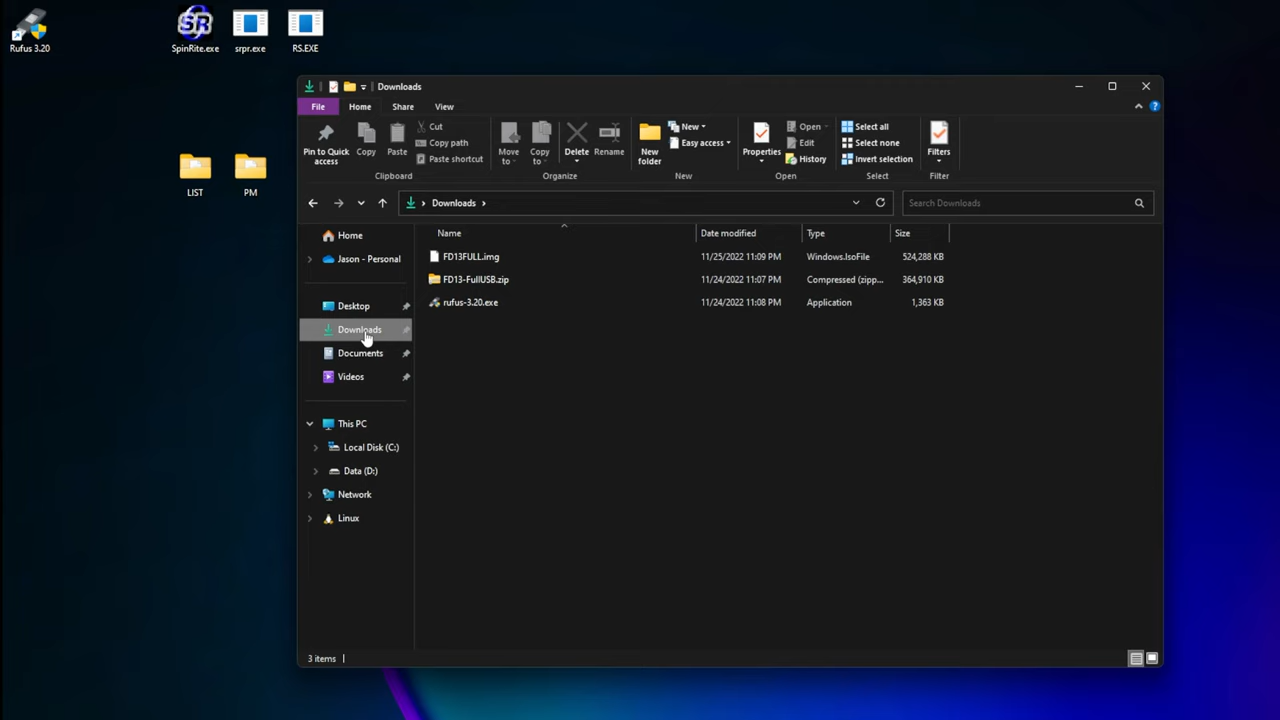 Rufus 3.20
SpinRite.exe
srpr.exe
RS.EXE
LIST
PM
Downloads
File
Home
Share
View
Pin to Quick access
Copy
Paste
Cut
Copy path
Paste shortcut
Clipboard
Move to
Copy to
Delete
Rename
Organize
New folder
New
Easy access
New
Properties
Open
Edit
History
Open
Select all
Select none
Invert selection
Select
Filters
Filter
Downloads
Search Downloads
Home
Jason - Personal
Desktop
Downloads
Documents
Videos
This PC
Local Disk (C:)
Data (D:)
Network
Linux
Name Date modified Type Size
FD13FULL.img 11/25/2022 11:09 PM Windows.IsoFile 524,288 KB
FD13-FullUSB.zip 11/24/2022 11:07 PM Compressed (zipp... 364,910 KB
rufus-3.20.exe 11/24/2022 11:08 PM Application 1,363 KB
3 items